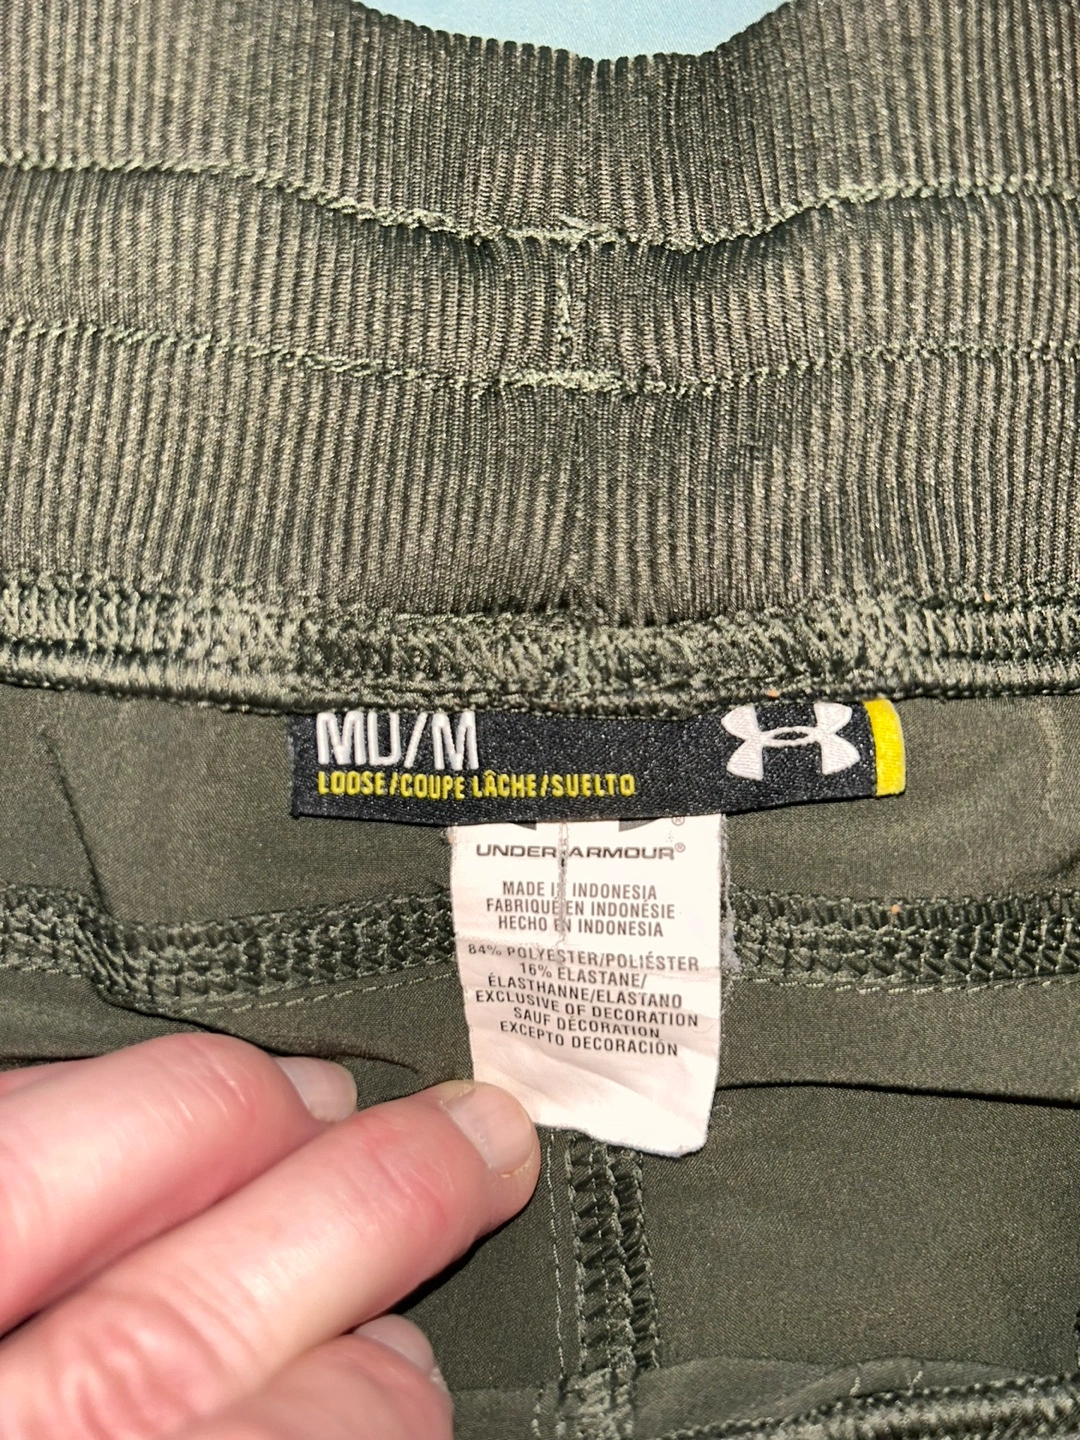 MD/M
LOOSE/COUPE LÂCHE/SUELTO
®
UNDER ARMOUR®
MADE IN INDONESIA
FABRIQUÉ EN INDONÉSIE
HECHO EN INDONESIA
84% POLYESTER/POLIÉSTER
16% ELASTANE/
ÉLASTHANNE/ELASTANO
EXCLUSIVE OF DECORATION
SAUF DÉCORATION
EXCEPTO DECORACIÓN